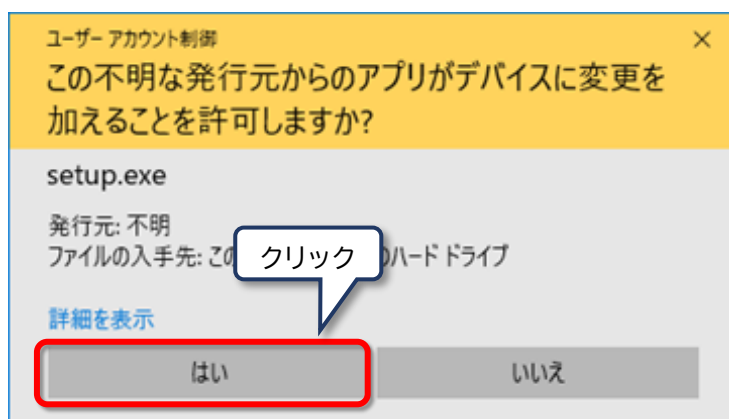 ユーザー アカウント制御
この不明な発行元からのアプリがデバイスに変更を
加えることを許可しますか?
setup.exe
発行元: 不明
ファイルの入手先: この のハード ドライブ
クリック
詳細を表示
はい
いいえ